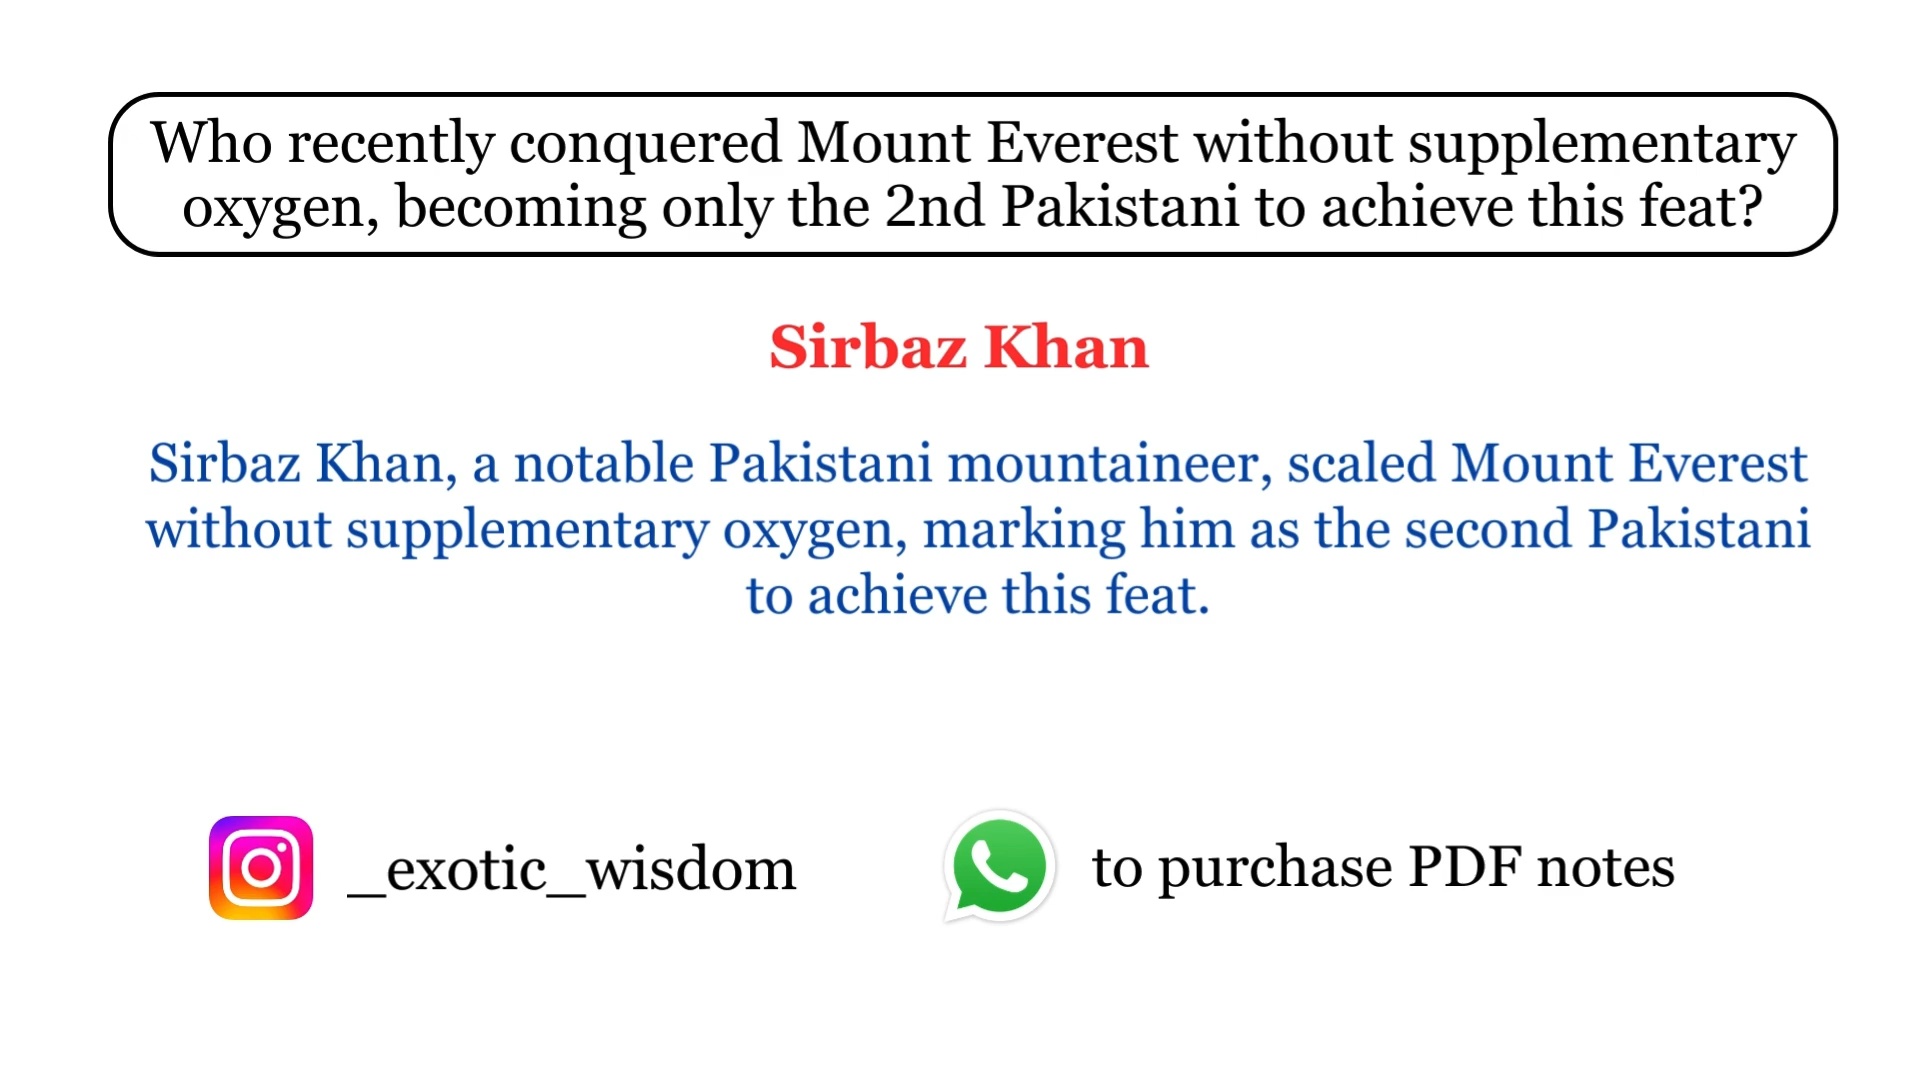 Who recently conquered Mount Everest without supplementary
oxygen, becoming only the 2nd Pakistani to achieve this feat?
Sirbaz Khan
Sirbaz Khan, a notable Pakistani mountaineer, scaled Mount Everest
without supplementary oxygen, marking him as the second Pakistani
to achieve this feat.
_exotic_wisdom
to purchase PDF notes